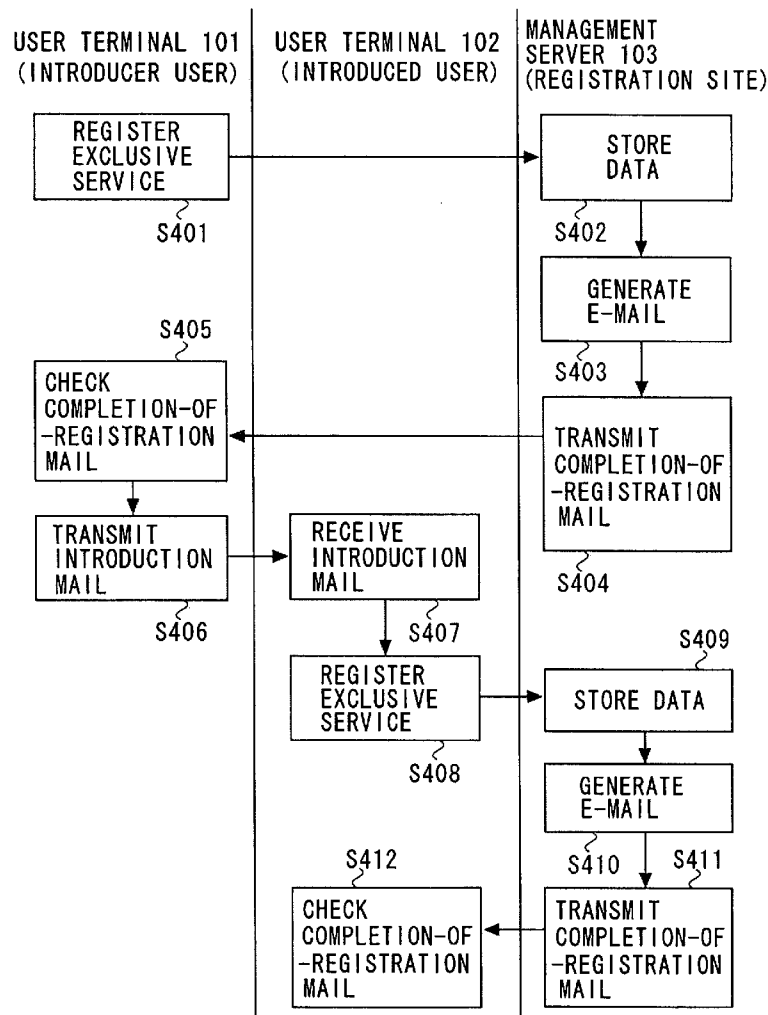 USER TERMINAL 101
(INTRODUCER USER)
USER TERMINAL 102
(INTRODUCED USER)
MANAGEMENT
SERVER 103
(REGISTRATION SITE)
REGISTER
EXCLUSIVE
SERVICE
S401
STORE
DATA
S402
GENERATE
E-MAIL
S403
S405
CHECK
COMPLETION-OF
-REGISTRATION
MAIL
TRANSMIT
COMPLETION-OF
-REGISTRATION
MAIL
S404
TRANSMIT
INTRODUCTION
MAIL
S406
RECEIVE
INTRODUCTION
MAIL
S407
REGISTER
EXCLUSIVE
SERVICE
S408
S409
STORE DATA
GENERATE
E-MAIL
S410
S411
TRANSMIT
COMPLETION-OF
-REGISTRATION
MAIL
S412
CHECK
COMPLETION-OF
-REGISTRATION
MAIL